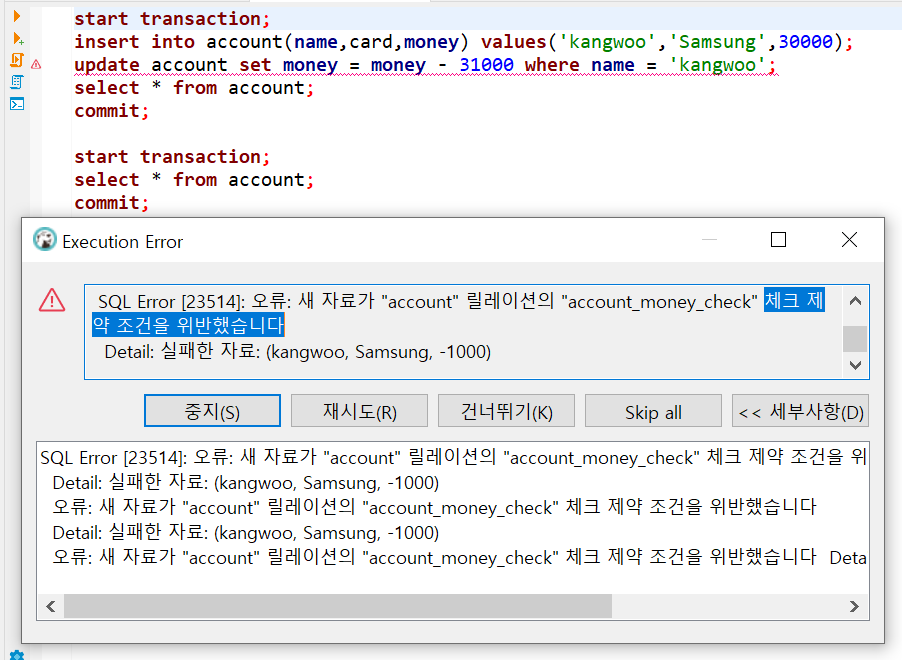 start transaction;
insert into account(name,card,money) values('kangwoo','Samsung',30000);
update account set money = money - 31000 where name = 'kangwoo';
select * from account;
commit;
start transaction;
select * from account;
commit;
Execution Error
SQL Error [23514]: 오류: 새 자료가 "account" 릴레이션의 "account_money_check" 체크 제
약 조건을 위반했습니다
Detail: 실패한 자료: (kangwoo, Samsung, -1000)
중지(S) 재시도(R) 건너뛰기(K) Skip all << 세부사항(D)
SQL Error [23514]: 오류: 새 자료가 "account" 릴레이션의 "account_money_check" 체크 제약 조건을 위
Detail: 실패한 자료: (kangwoo, Samsung, -1000)
오류: 새 자료가 "account" 릴레이션의 "account_money_check" 체크 제약 조건을 위반했습니다
Detail: 실패한 자료: (kangwoo, Samsung, -1000)
오류: 새 자료가 "account" 릴레이션의 "account_money_check" 체크 제약 조건을 위반했습니다 Deta